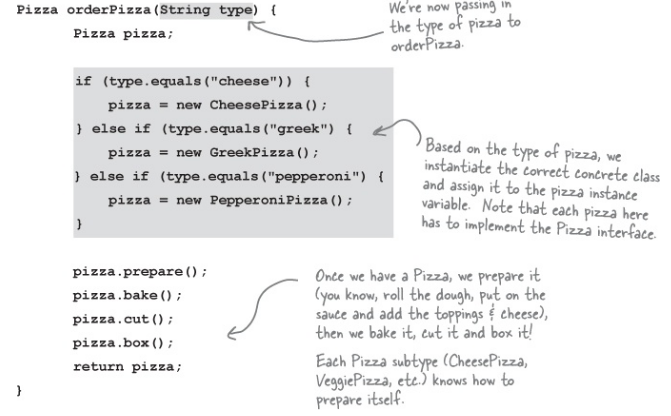 Pizza orderPizza(String type) {
We're now passing in
the type of pizza to
orderPizza.
Pizza pizza;
if (type.equals("cheese")) {
pizza = new CheesePizza();
} else if (type.equals("greek") {
pizza = new GreekPizza();
} else if (type.equals("pepperoni") {
pizza = new PepperoniPizza();
}
Based on the type of pizza, we
instantiate the correct concrete class
and assign it to the pizza instance
variable. Note that each pizza here
has to implement the Pizza interface.
pizza.prepare();
pizza.bake();
pizza.cut();
pizza.box();
return pizza;
}
Once we have a Pizza, we prepare it
(you know, roll the dough, put on the
sauce and add the toppings & cheese),
then we bake it, cut it and box it!
Each Pizza subtype (CheesePizza,
VeggiePizza, etc.) knows how to
prepare itself.